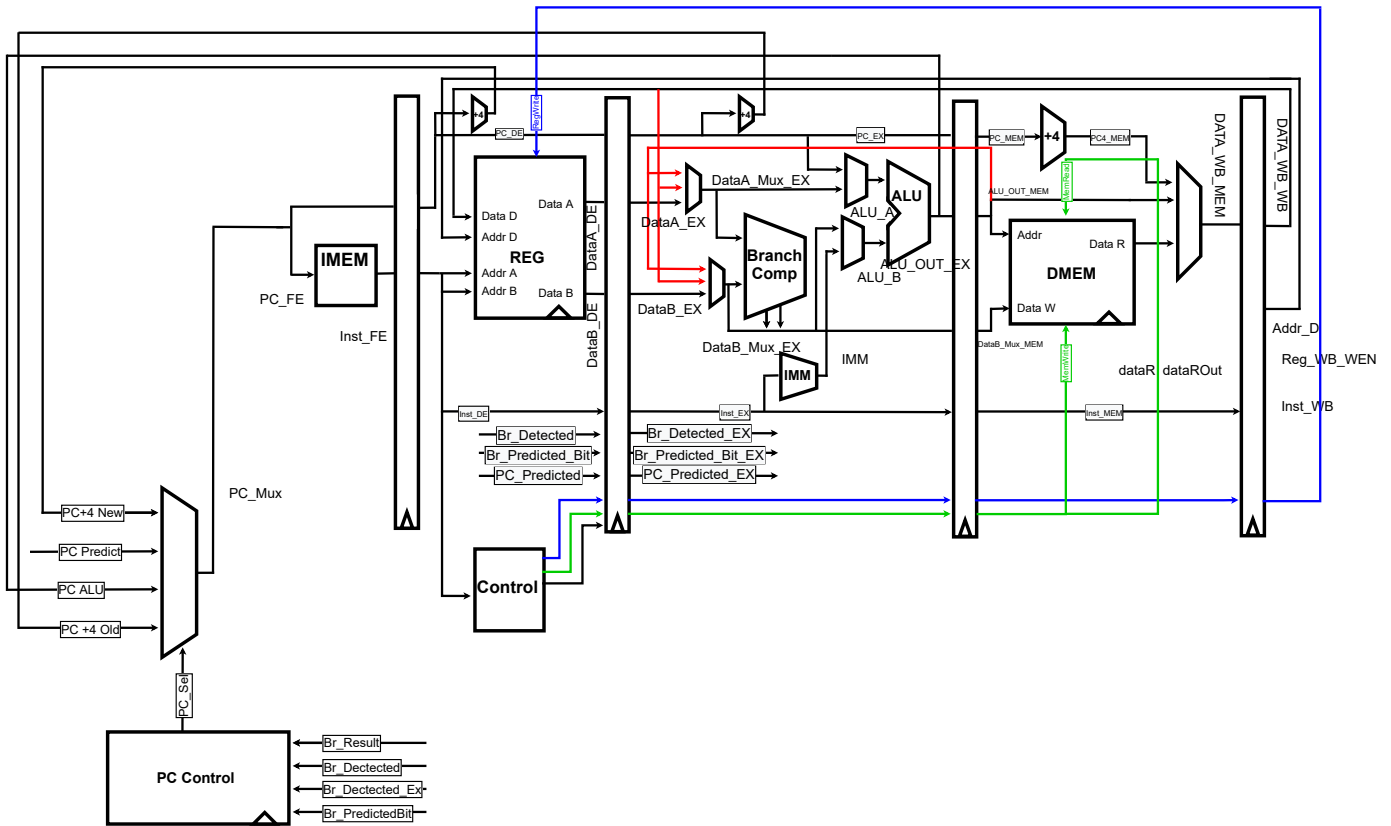 RegWrite
+4
+4
+4
PC_DE
PC_EX
PC_MEM
PC4_MEM
DATA_WB_MEM
DATA_WB_WB
MemRead
Data A
DataA_DE
DataA_Mux_EX
ALU
ALU_OUT_MEM
Data D
Addr D
REG
DataA_EX
ALU_A
Addr
Data R
IMEM
Branch
Comp
ALU_OUT_EX
ALU_B
DMEM
Addr A
Addr B
Data B
PC_FE
DataB_EX
Data W
Inst_FE
DataB_DE
DataB_Mux_EX
IMM
IMM
DataB_Mux_MEM
MemWrite
Addr_D
Reg_WB_WEN
dataR
dataROut
Inst_DE
Inst_EX
Inst_MEM
Inst_WB
Br_Detected
Br_Detected_EX
Br_Predicted_Bit
Br_Predicted_Bit_EX
PC_Predicted
PC_Predicted_EX
PC_Mux
PC+4 New
PC Predict
PC ALU
PC +4 Old
Control
PC_Sel
PC Control
Br_Result
Br_Dectected
Br_Dectected_Ex
Br_PredictedBit